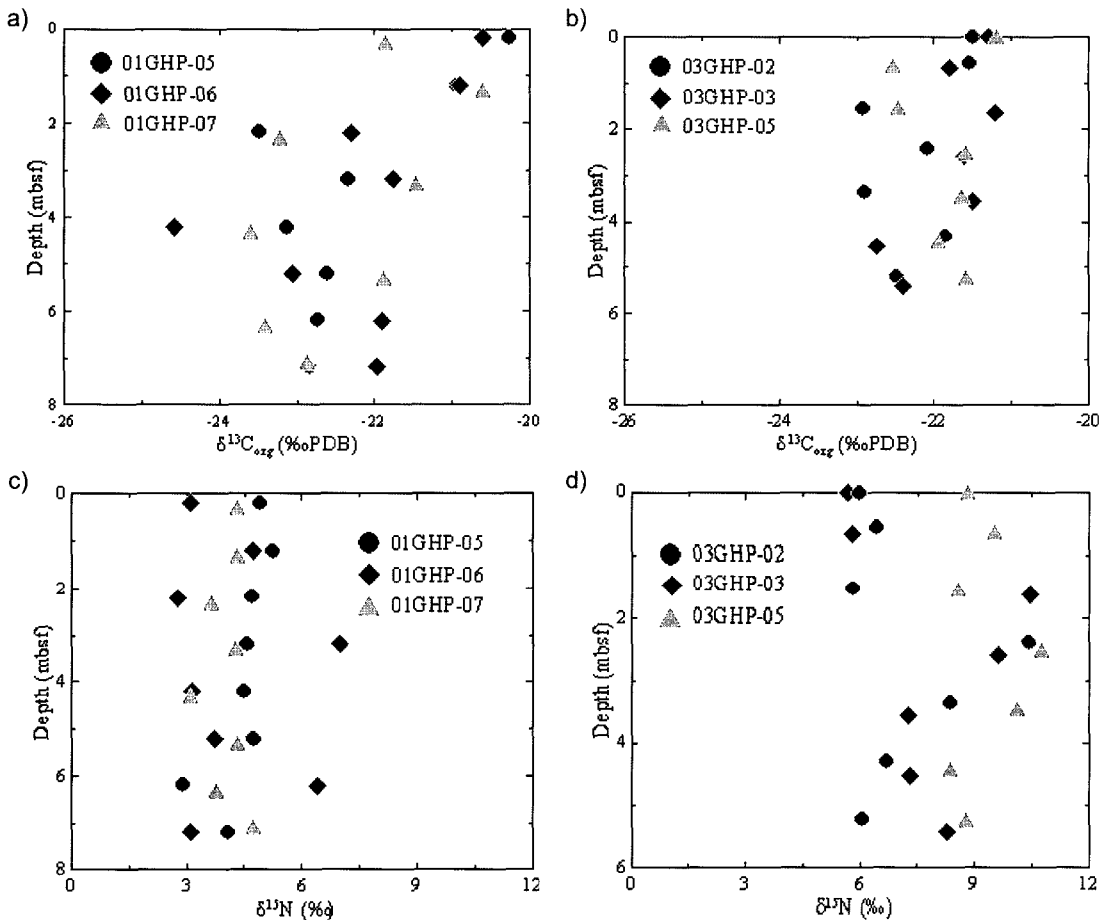 a)
0
2
4
6
8
Depth (mbsf)
01GHP-05
01GHP-06
01GHP-07
-26
-24
-22
-20
δ¹³Corg (‰PDB)
b)
0
2
4
6
8
Depth (mbsf)
03GHP-02
03GHP-03
03GHP-05
-26
-24
-22
-20
δ¹³Corg (‰PDB)
c)
0
2
4
6
8
Depth (mbsf)
01GHP-05
01GHP-06
01GHP-07
0
3
6
9
12
δ¹⁵N (‰)
d)
0
2
4
6
Depth (mbsf)
03GHP-02
03GHP-03
03GHP-05
0
3
6
9
12
δ¹⁵N (‰)